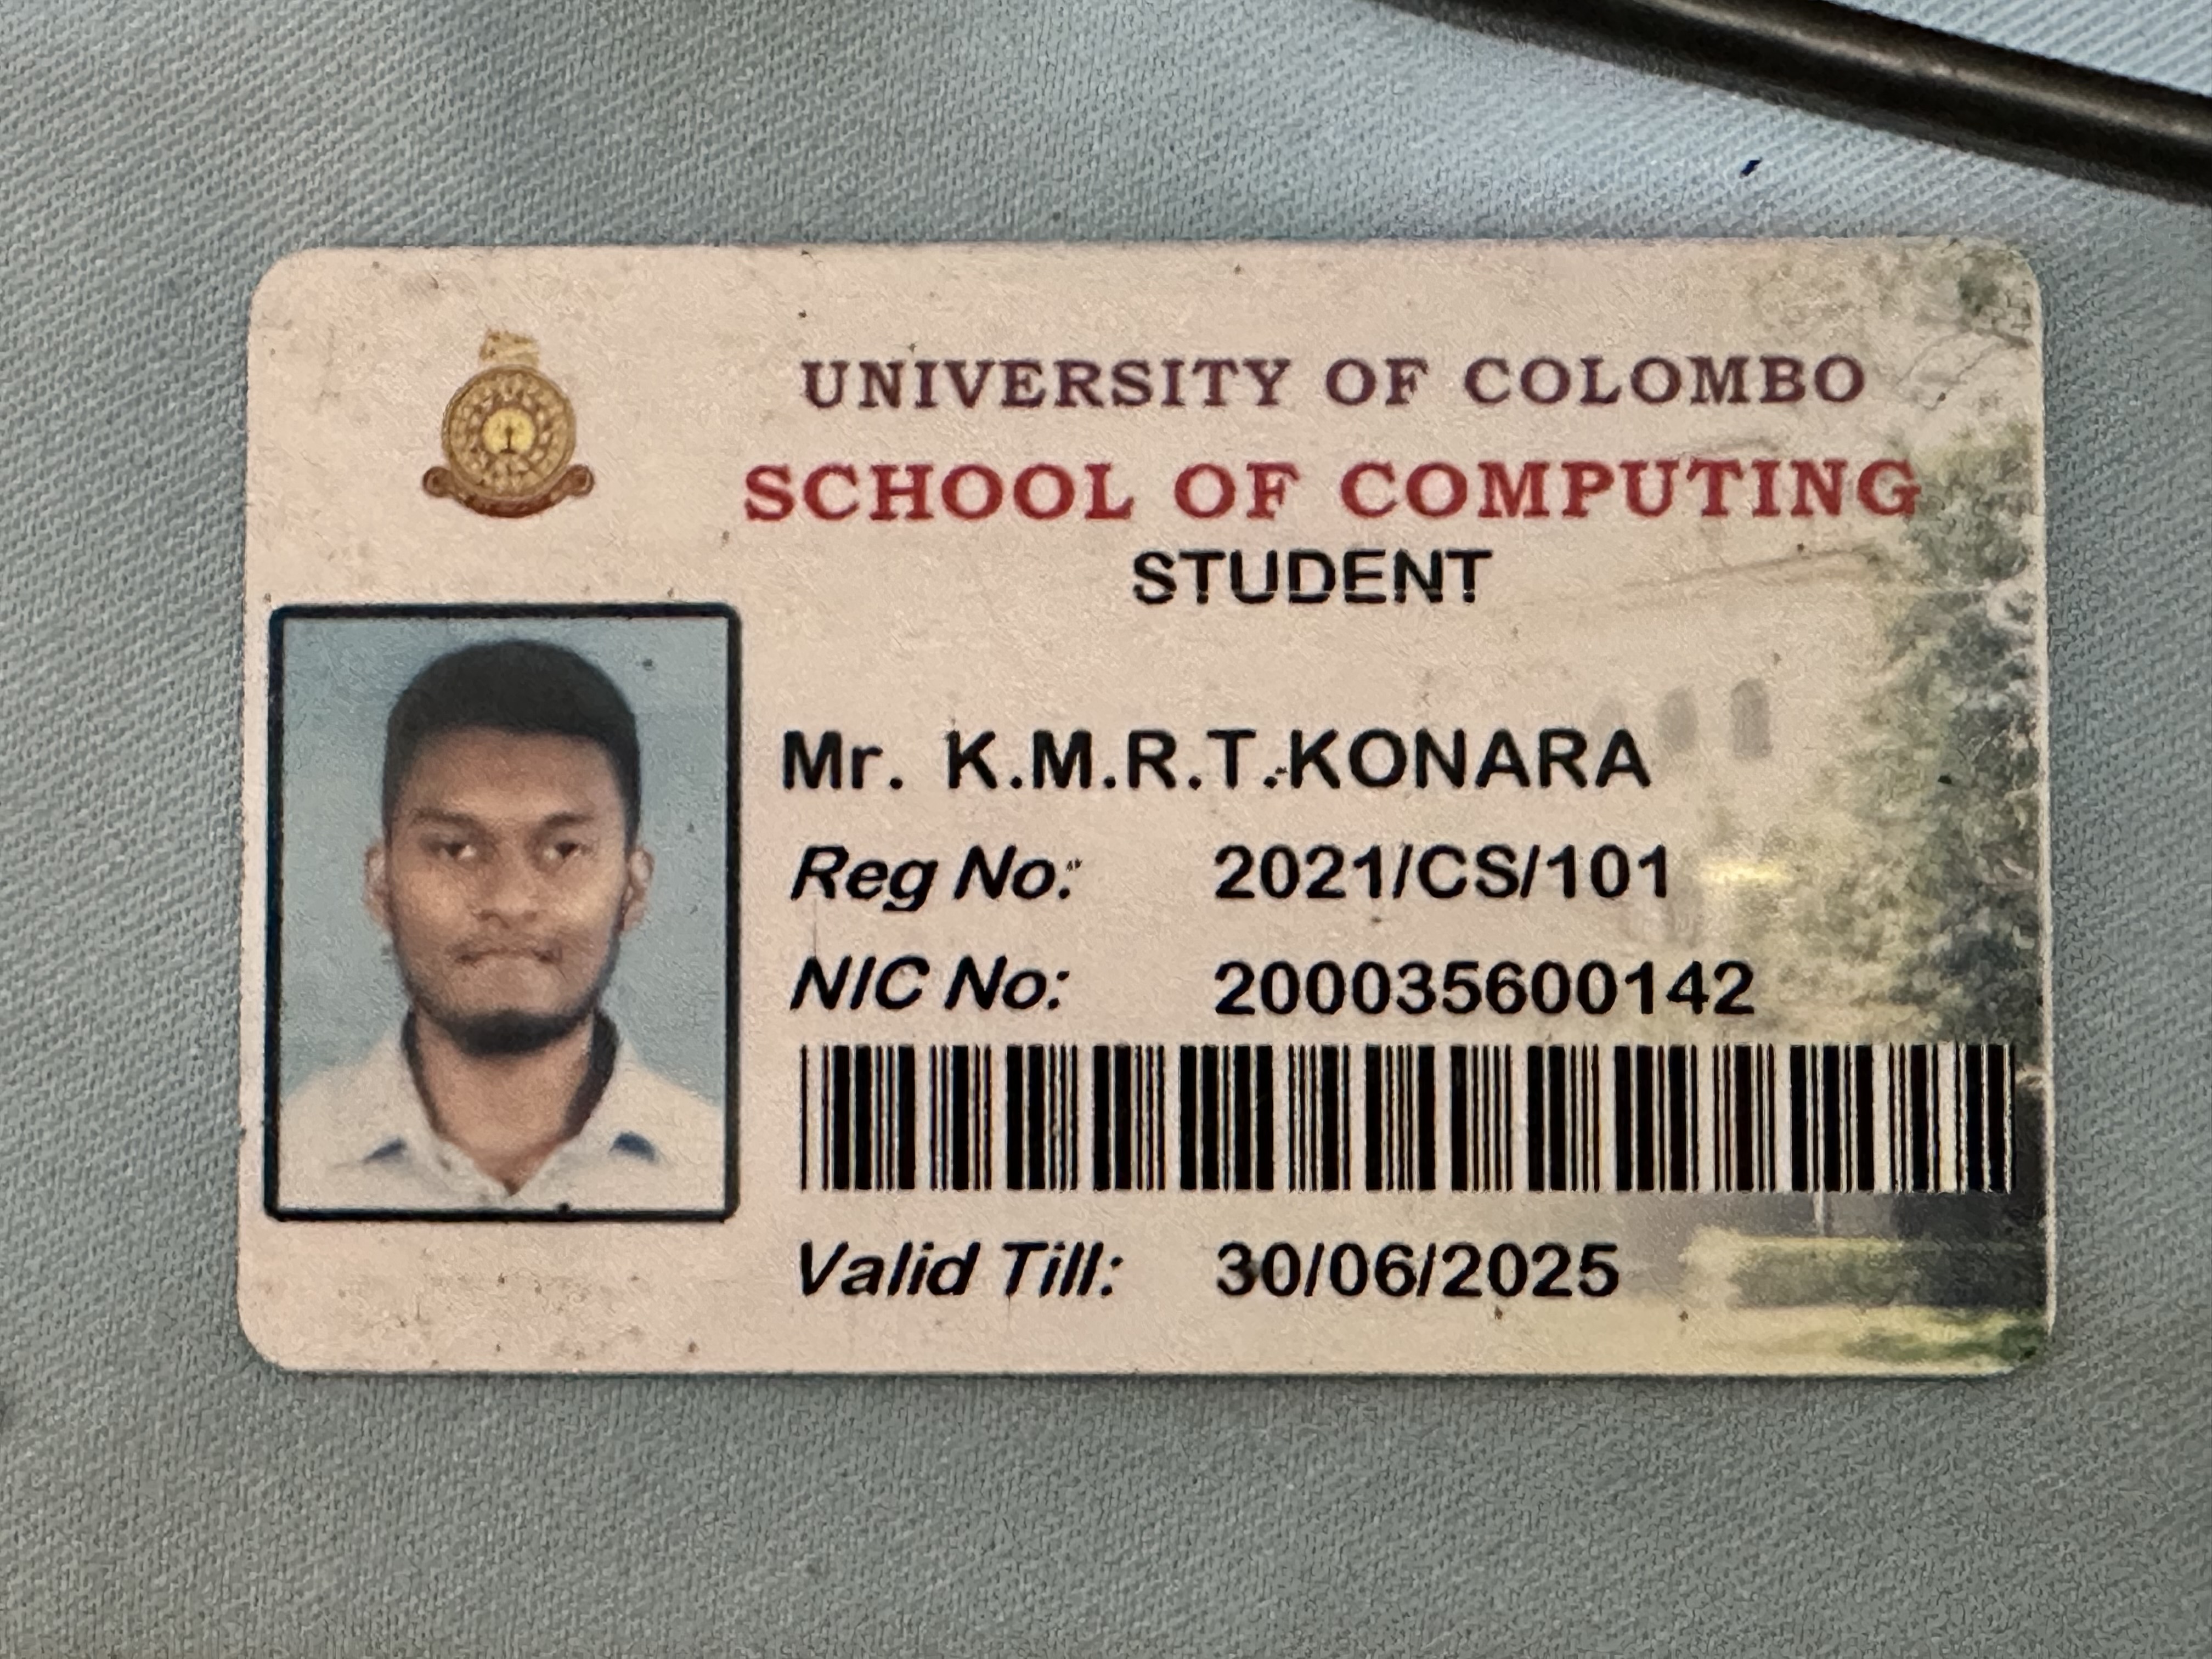 UNIVERSITY OF COLOMBO
SCHOOL OF COMPUTING
STUDENT
Mr. K.M.R.T.KONARA
Reg No: 2021/CS/101
NIC No: 200035600142
Valid Till: 30/06/2025